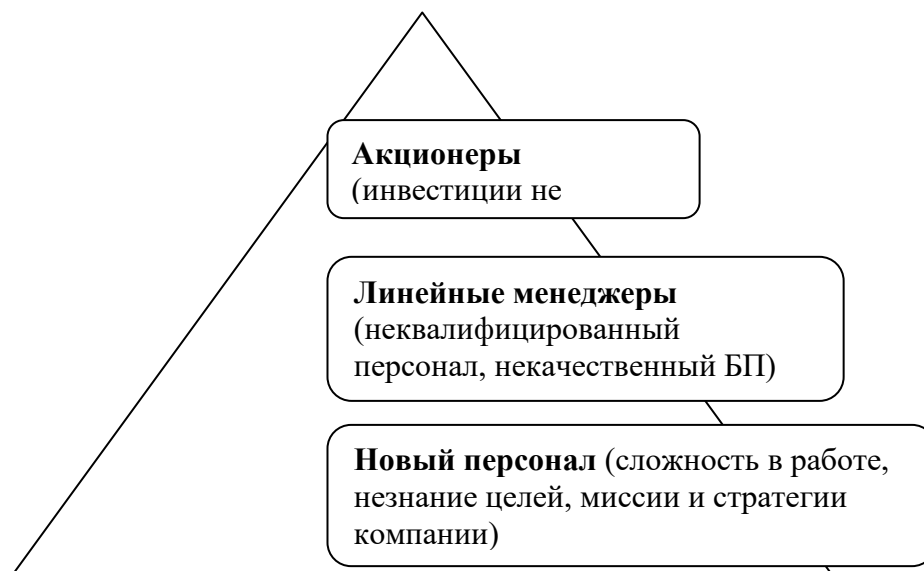 Акционеры
(инвестиции не
Линейные менеджеры
(неквалифицированный
персонал, некачественный БП)
Новый персонал (сложность в работе,
незнание целей, миссии и стратегии
компании)